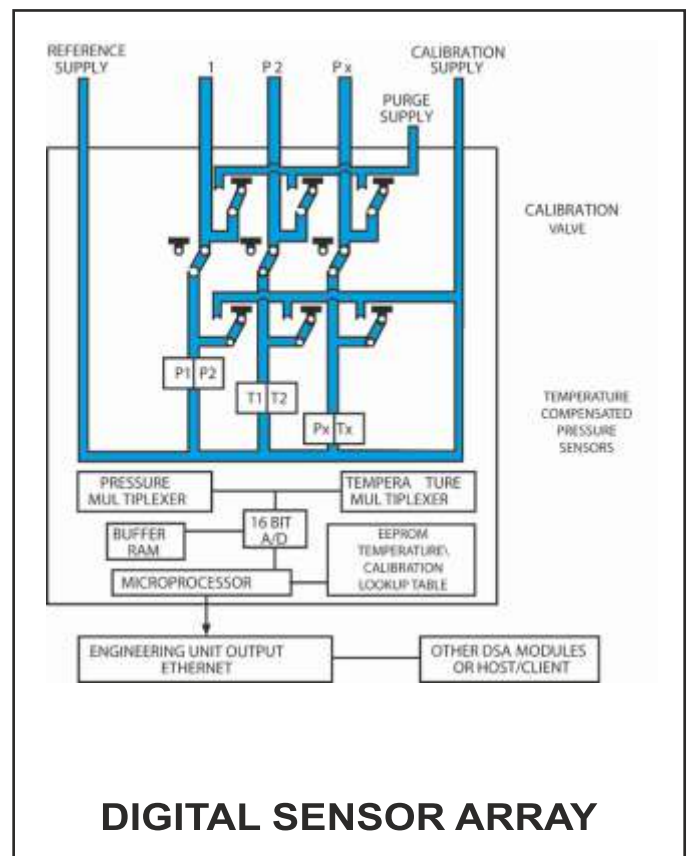 REFERENCE
SUPPLY
1
P 2
P x
CALIBRATION
SUPPLY
PURGE
SUPPLY
CALIBRATION
VALVE
P1 P2
T1 T2
Px Tx
TEMPERATURE
COMPENSATED
PRESSURE
SENSORS
PRESSURE
MUL TIPLEXER
TEMPERA TURE
MUL TIPLEXER
16 BIT
A/D
BUFFER
RAM
EEPROM
TEMPERATURE\
CALIBRATION
LOOKUP TABLE
MICROPROCESSOR
ENGINEERING UNIT OUTPUT
ETHERNET
OTHER DSA MODULES
OR HOST/CLIENT
DIGITAL SENSOR ARRAY